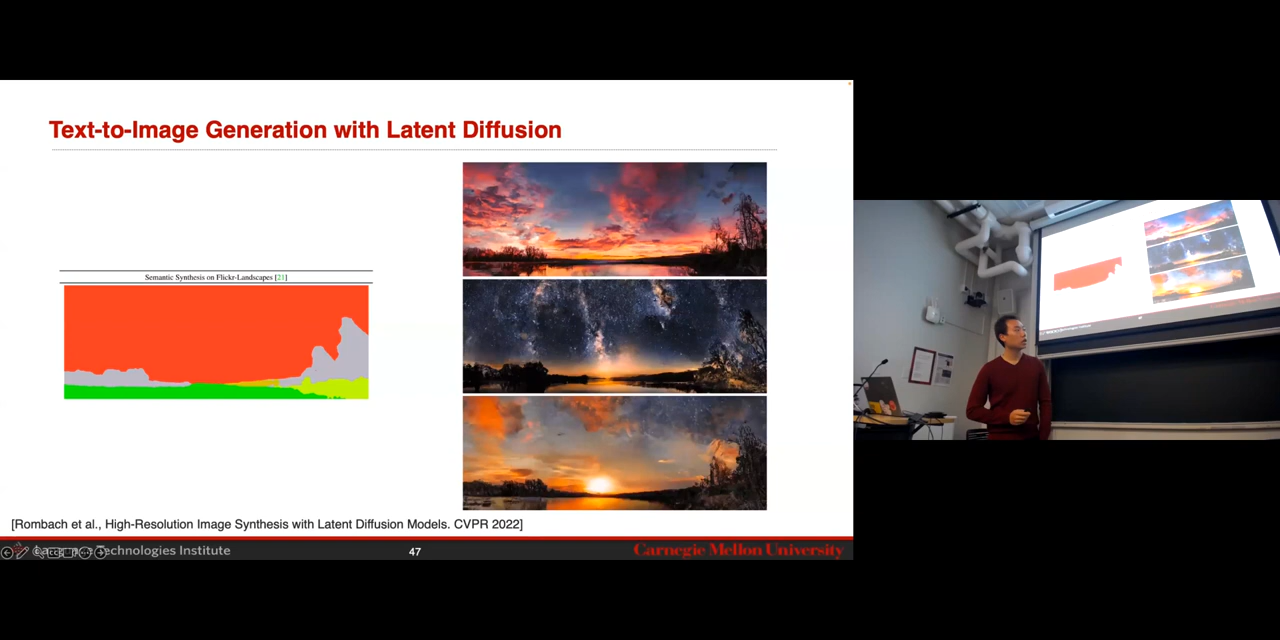 Text-to-Image Generation with Latent Diffusion
Semantic Synthesis on Flickr-Landscapes [21]
[Rombach et al., High-Resolution Image Synthesis with Latent Diffusion Models. CVPR 2022]
Technologies Institute
47
Carnegie Mellon University